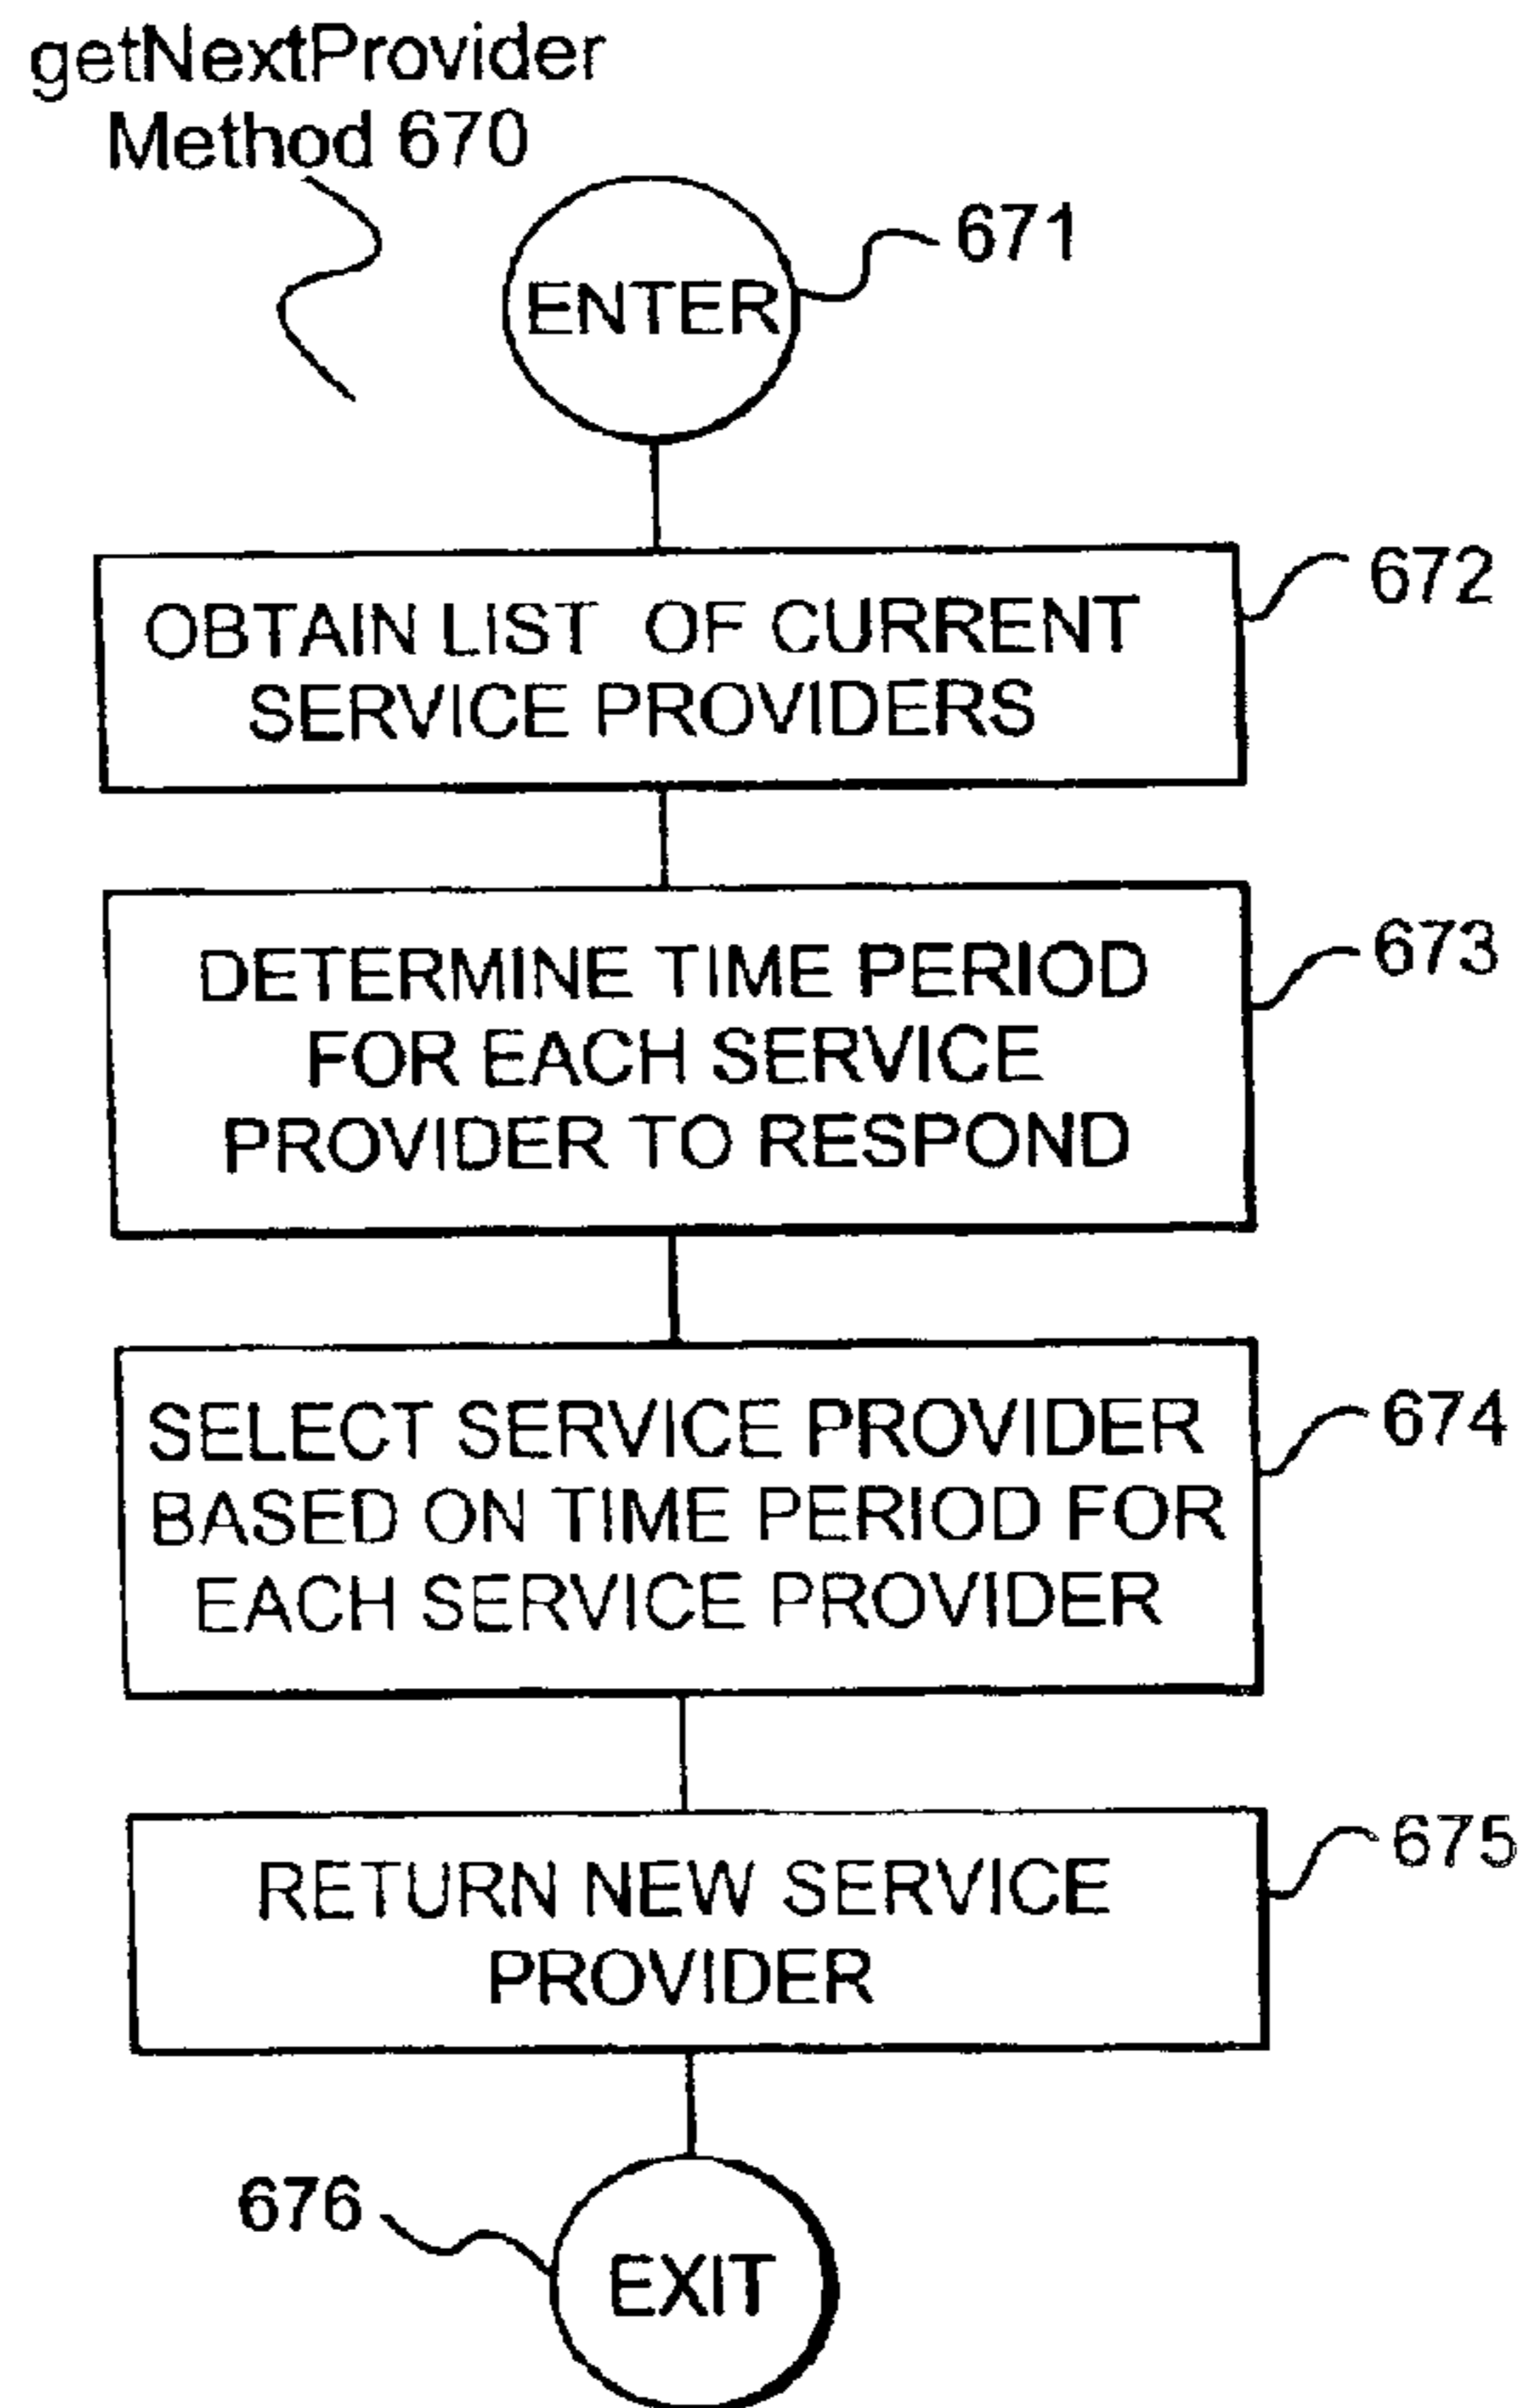 getNextProvider
Method 670
ENTER
671
OBTAIN LIST OF CURRENT
SERVICE PROVIDERS
672
DETERMINE TIME PERIOD
FOR EACH SERVICE
PROVIDER TO RESPOND
673
SELECT SERVICE PROVIDER
BASED ON TIME PERIOD FOR
EACH SERVICE PROVIDER
674
RETURN NEW SERVICE
PROVIDER
675
676
EXIT